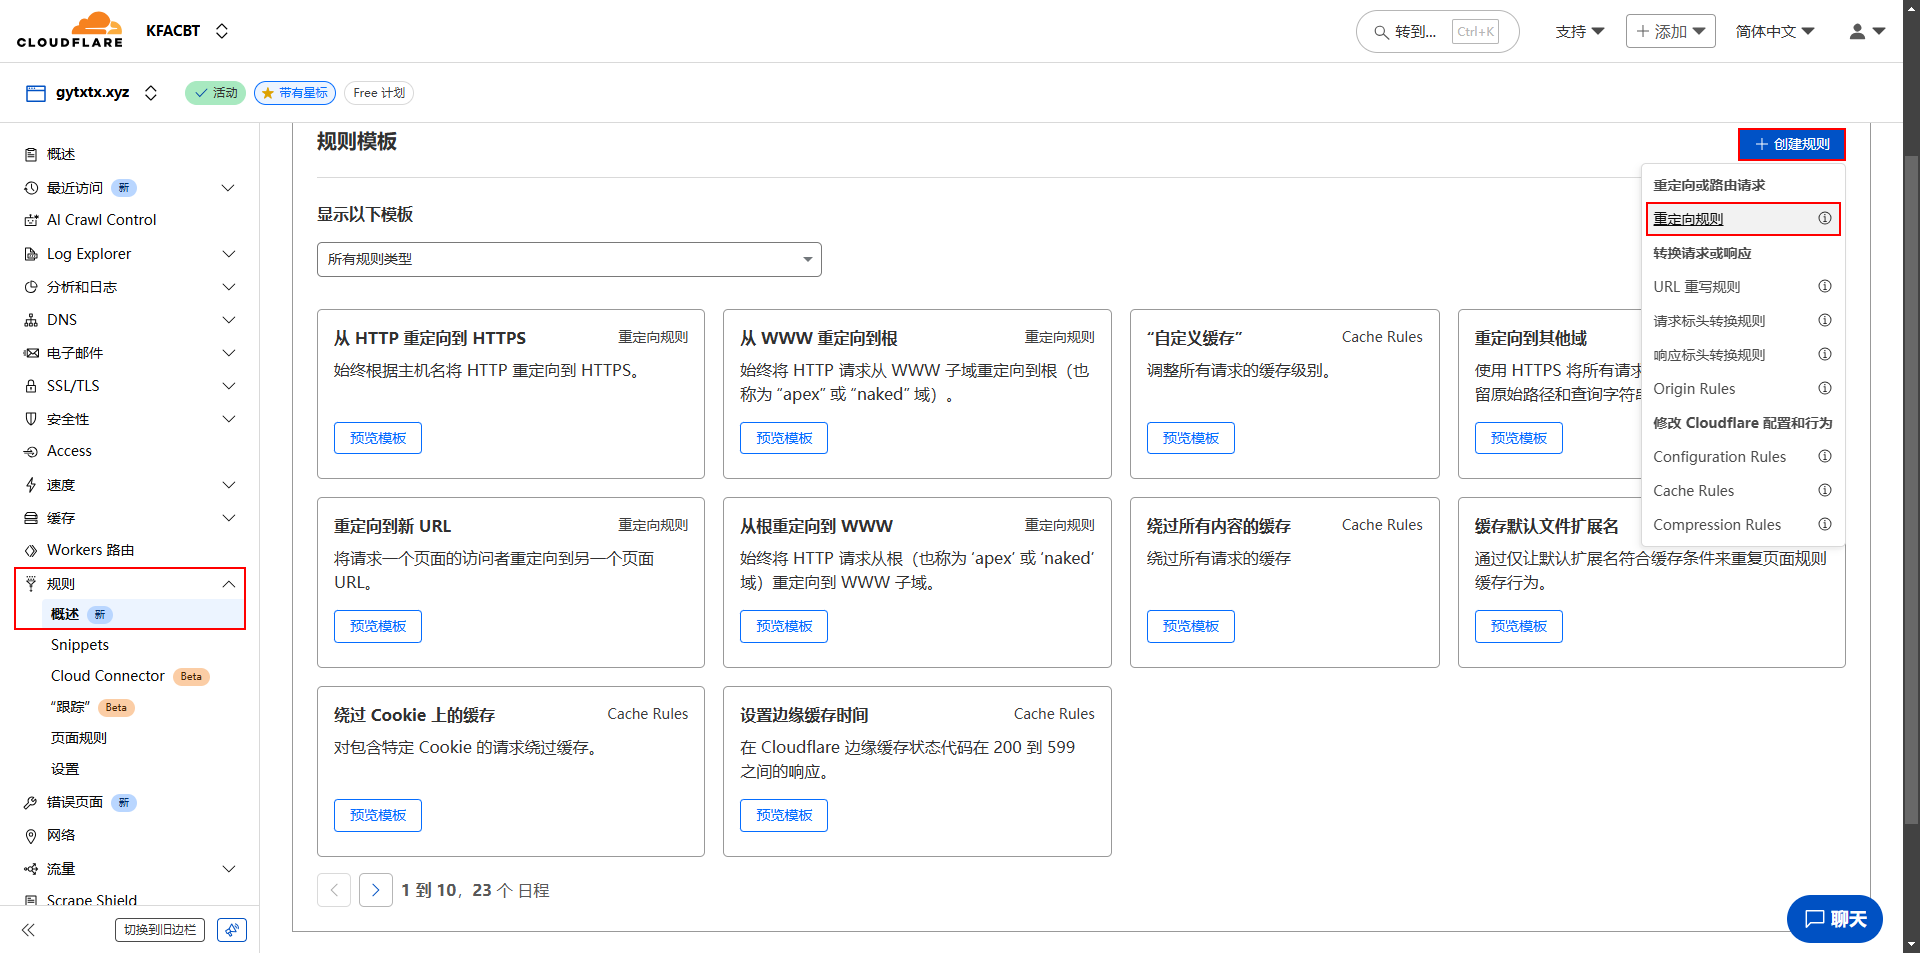 CLOUDFLARE
KFACBT
转到... Ctrl+K
支持
添加
简体中文
gytxtx.xyz
活动
带有星标
Free 计划
概述
最近访问 新
AI Crawl Control
Log Explorer
分析和日志
DNS
电子邮件
SSL/TLS
安全性
Access
速度
缓存
Workers 路由
规则
概述 新
Snippets
Cloud Connector Beta
“跟踪” Beta
页面规则
设置
错误页面 新
网络
流量
Scrape Shield
切换到旧边栏
规则模板
+ 创建规则
显示以下模板
所有规则类型
从 HTTP 重定向到 HTTPS 重定向规则
始终根据主机名将 HTTP 重定向到 HTTPS。
预览模板
从 WWW 重定向到根 重定向规则
始终将 HTTP 请求从 WWW 子域重定向到根（也
称为 “apex” 或 “naked” 域）。
预览模板
“自定义缓存” Cache Rules
调整所有请求的缓存级别。
预览模板
重定向到其他域
使用 HTTPS 将所有请求
留原始路径和查询字符串
预览模板
重定向到新 URL 重定向规则
将请求一个页面的访问者重定向到另一个页面
URL。
预览模板
从根重定向到 WWW 重定向规则
始终将 HTTP 请求从根（也称为 ‘apex’ 或 ‘naked’
域）重定向到 WWW 子域。
预览模板
绕过所有内容的缓存 Cache Rules
绕过所有请求的缓存
预览模板
缓存默认文件扩展名
通过仅让默认扩展名符合缓存条件来重复页面规则
缓存行为。
预览模板
绕过 Cookie 上的缓存 Cache Rules
对包含特定 Cookie 的请求绕过缓存。
预览模板
设置边缘缓存时间 Cache Rules
在 Cloudflare 边缘缓存状态代码在 200 到 599
之间的响应。
预览模板
1 到 10，23 个 日程
重定向或路由请求
重定向规则
转换请求或响应
URL 重写规则
请求标头转换规则
响应标头转换规则
Origin Rules
修改 Cloudflare 配置和行为
Configuration Rules
Cache Rules
Compression Rules
聊天